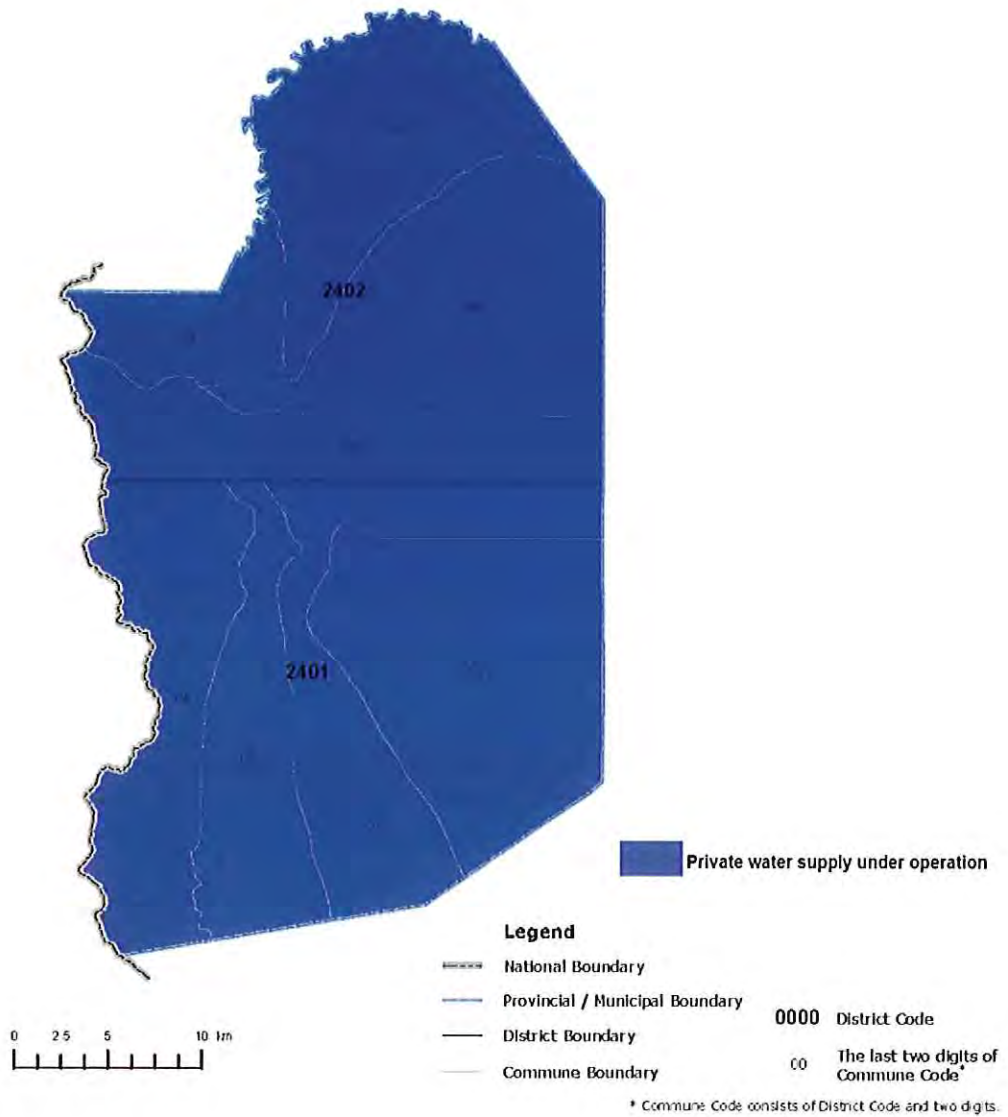 2402
2401
Private water supply under operation
Legend
National Boundary
Provincial / Municipal Boundary
District Boundary
Commune Boundary
0000 District Code
00 The last two digits of
Commune Code*
0 2.5 5 10 km
* Commune Code consists of District Code and two digits.